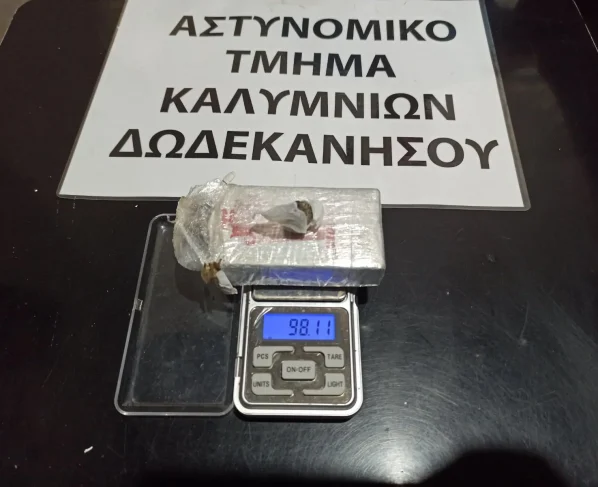 ΑΣΤΥΝΟΜΙΚΟ
ΤΜΗΜΑ
ΚΑΛΥΜΝΙΩΝ
ΔΩΔΕΚΑΝΗΣΟΥ
98.11
PCS TARE
ON-OFF
UNITS LIGHT